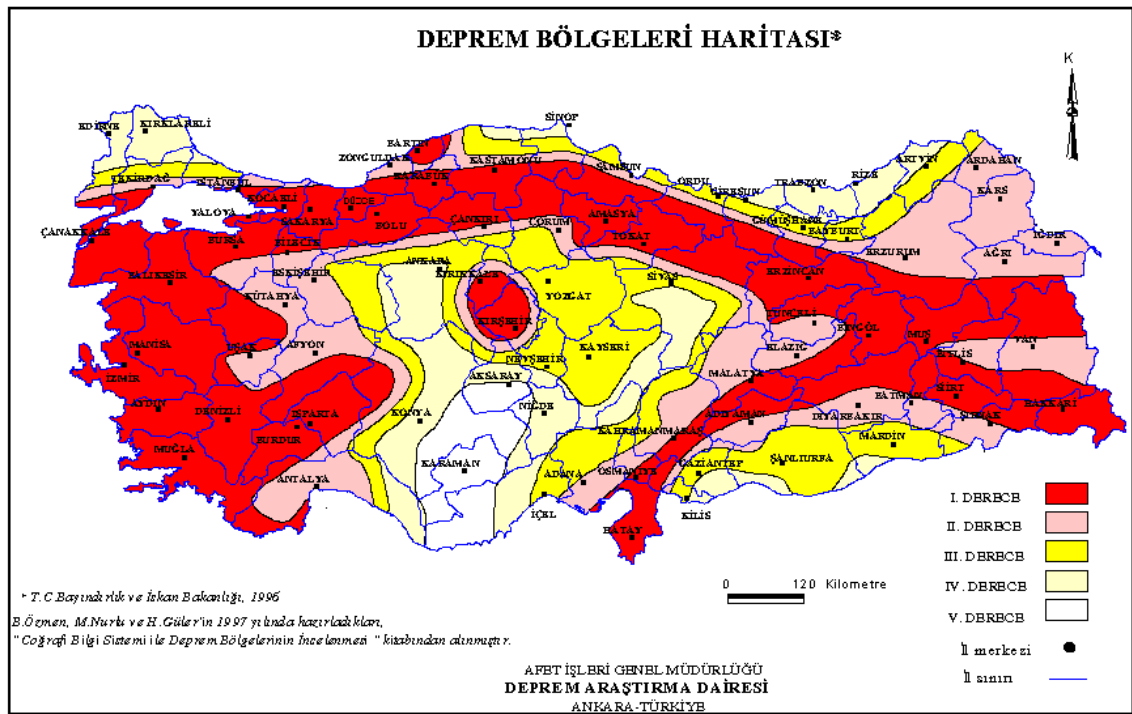 DEPREM BÖLGELERİ HARİTASI*
K
SİNOP
EDİRNE
KIRKLARELİ
BARTIN
ZONGULDAK
KASTAMONU
SAMSUN
ARTVİN
ARDAHAN
TEKİRDAĞ
İSTANBUL
KARABÜK
ORDU
GİRESUN
TRABZON
RİZE
KARS
KOCAELİ
YALOVA
SAKARYA
DÜZCE
BOLU
ÇANKIRI
ÇORUM
AMASYA
TOKAT
GÜMÜŞHANE
BAYBURT
ÇANAKKALE
BURSA
BİLECİK
ERZURUM
IĞDIR
AĞRI
BALIKESİR
ESKİŞEHİR
ANKARA
KIRIKKALE
YOZGAT
SİVAS
ERZİNCAN
KÜTAHYA
KIRŞEHİR
TUNCELİ
BİNGÖL
MUŞ
MANİSA
UŞAK
AFYON
NEVŞEHİR
KAYSERİ
ELAZIĞ
BİTLİS
VAN
İZMİR
AKSARAY
MALATYA
SİİRT
AYDIN
DENİZLİ
ISPARTA
KONYA
NİĞDE
ADIYAMAN
DİYARBAKIR
BATMAN
ŞIRNAK
HAKKARİ
BURDUR
KAHRAMANMARAŞ
MARDİN
MUĞLA
KARAMAN
ADANA
OSMANİYE
GAZİANTEP
ŞANLIURFA
ANTALYA
İÇEL
KİLİS
HATAY
I. DERECE
II. DERECE
III. DERECE
IV. DERECE
V. DERECE
İl merkezi
İl sınırı
0 120 Kilometre
* T.C.Bayındırlık ve İskan Bakanlığı, 1996
B.Özmen, M.Nurlu ve H.Güler'in 1997 yılında hazırladıkları,
" Coğrafi Bilgi Sistemi ile Deprem Bölgelerinin İncelenmesi " kitabından alınmıştır.
AFET İŞLERİ GENEL MÜDÜRLÜĞÜ
DEPREM ARAŞTIRMA DAİRESİ
ANKARA-TÜRKİYE